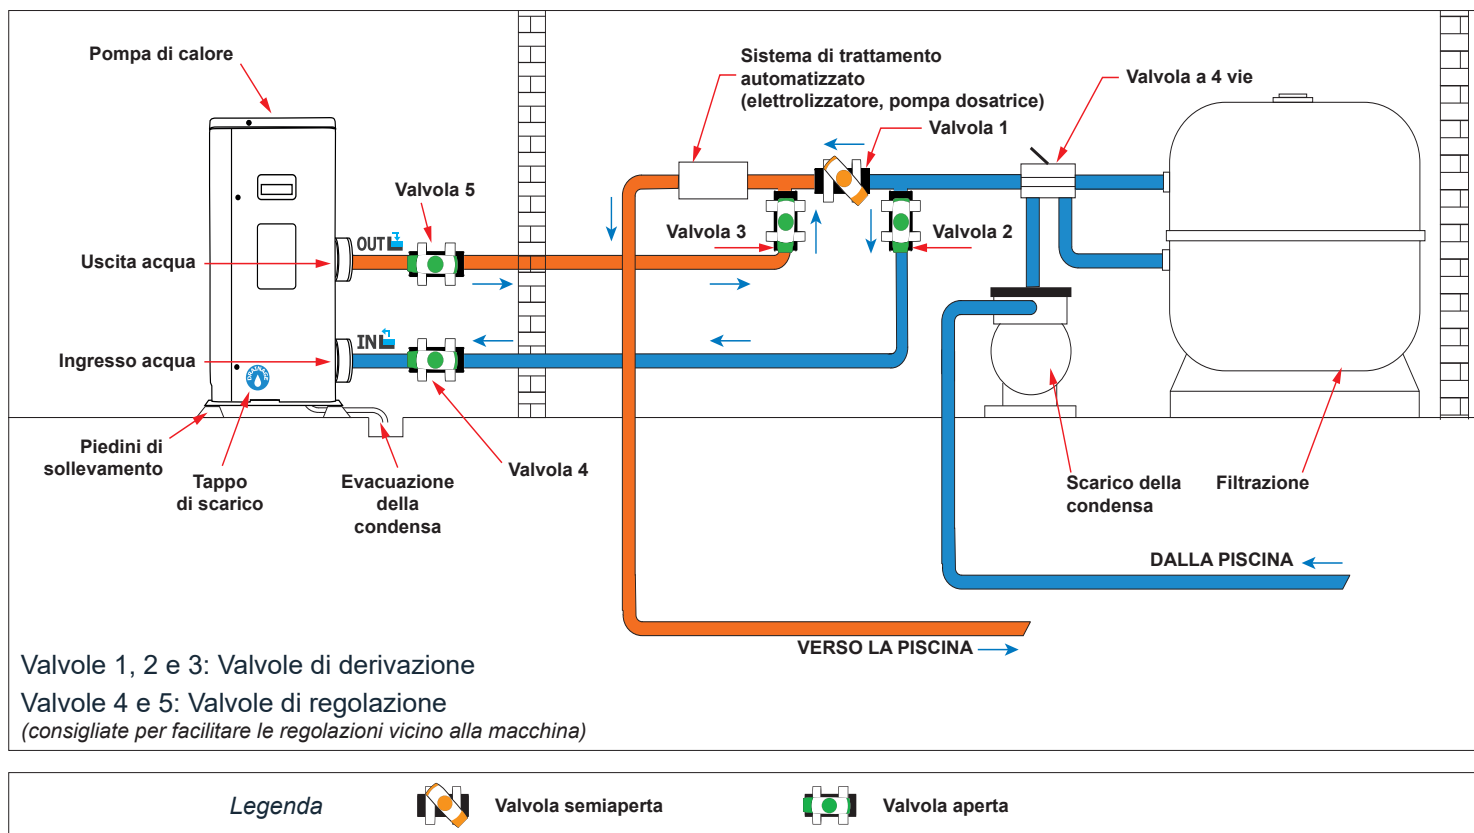 Pompa di calore
Sistema di trattamento
automatizzato
(elettrolizzatore, pompa dosatrice)
Valvola a 4 vie
Valvola 1
Valvola 5
Valvola 3
Valvola 2
OUT
Uscita acqua
IN
Ingresso acqua
DRAINAGE
Piedini di
sollevamento
Tappo
di scarico
Evacuazione
della
condensa
Valvola 4
Scarico della
condensa
Filtrazione
DALLA PISCINA
VERSO LA PISCINA
Valvole 1, 2 e 3: Valvole di derivazione
Valvole 4 e 5: Valvole di regolazione
(consigliate per facilitare le regolazioni vicino alla macchina)
Legenda
Valvola semiaperta
Valvola aperta